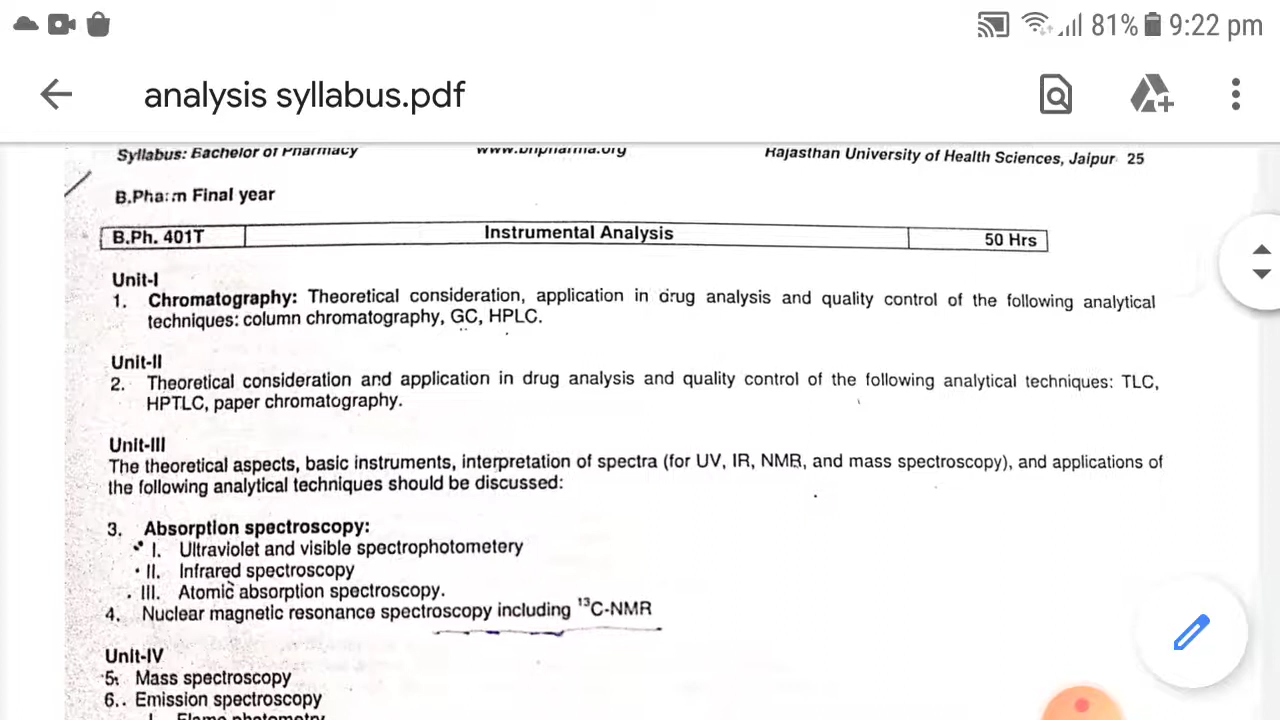 81% 9:22 pm
analysis syllabus.pdf
Syllabus: Bachelor of Pharmacy www.bnpharma.org Rajasthan University of Health Sciences, Jaipur 25
B.Pharm Final year
B.Ph. 401T Instrumental Analysis 50 Hrs
Unit-I
1. Chromatography: Theoretical consideration, application in drug analysis and quality control of the following analytical
techniques: column chromatography, GC, HPLC.
Unit-II
2. Theoretical consideration and application in drug analysis and quality control of the following analytical techniques: TLC,
HPTLC, paper chromatography.
Unit-III
The theoretical aspects, basic instruments, interpretation of spectra (for UV, IR, NMR, and mass spectroscopy), and applications of
the following analytical techniques should be discussed:
3. Absorption spectroscopy:
I. Ultraviolet and visible spectrophotometery
II. Infrared spectroscopy
III. Atomic absorption spectroscopy.
4. Nuclear magnetic resonance spectroscopy including ¹³C-NMR
Unit-IV
5. Mass spectroscopy
6. Emission spectroscopy
I. Flame photometry